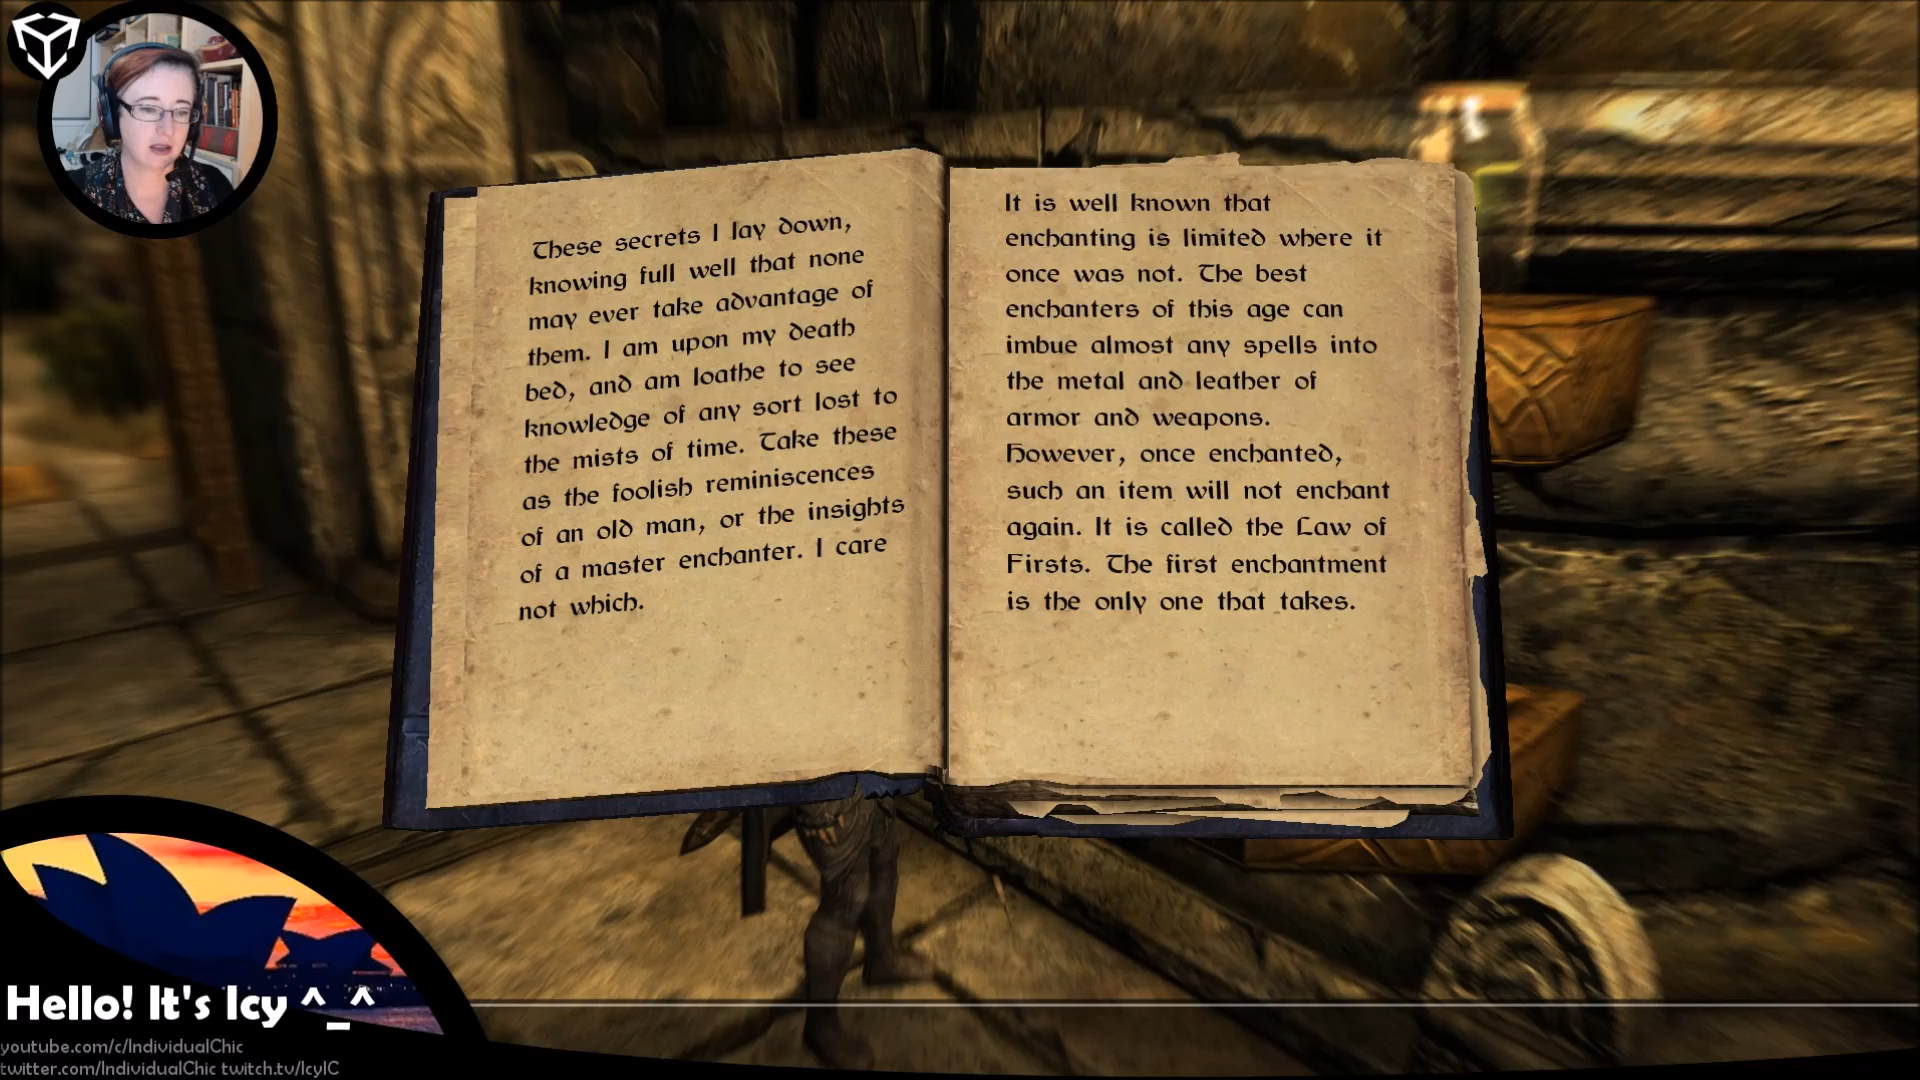 These secrets I lay down,
knowing full well that none
may ever take advantage of
them. I am upon my death
bed, and am loathe to see
knowledge of any sort lost to
the mists of time. Take these
as the foolish reminiscences
of an old man, or the insights
of a master enchanter. I care
not which.
It is well known that
enchanting is limited where it
once was not. The best
enchanters of this age can
imbue almost any spells into
the metal and leather of
armor and weapons.
However, once enchanted,
such an item will not enchant
again. It is called the Law of
Firsts. The first enchantment
is the only one that takes.
Hello! It's Icy ^_^
youtube.com/c/IndividualChic
twitter.com/IndividualChic twitch.tv/IcyIC